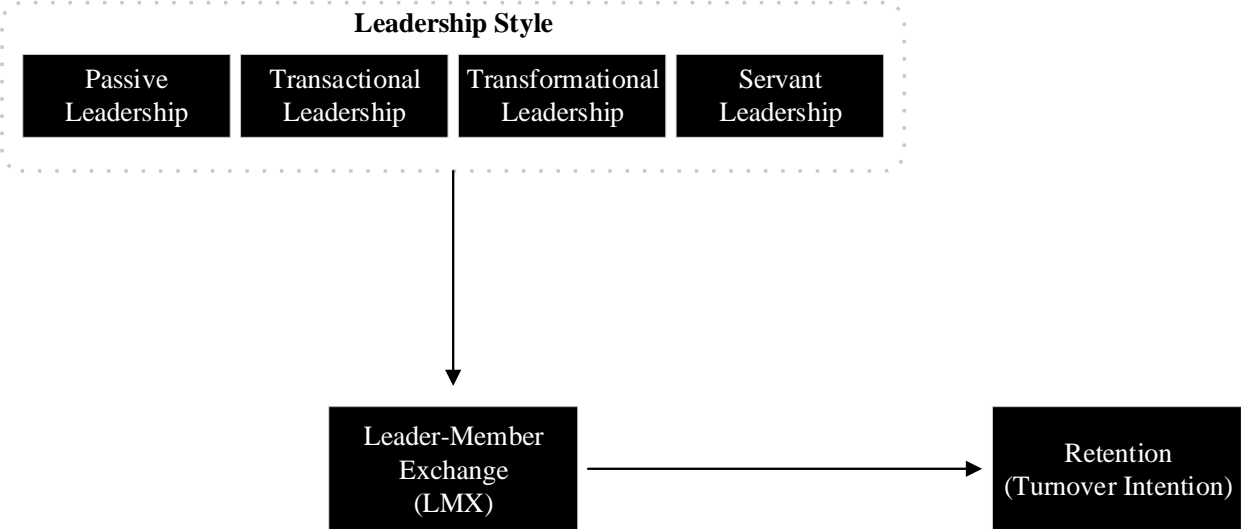 Leadership Style
Passive
Leadership
Transactional
Leadership
Transformational
Leadership
Servant
Leadership
Leader-Member
Exchange
(LMX)
Retention
(Turnover Intention)